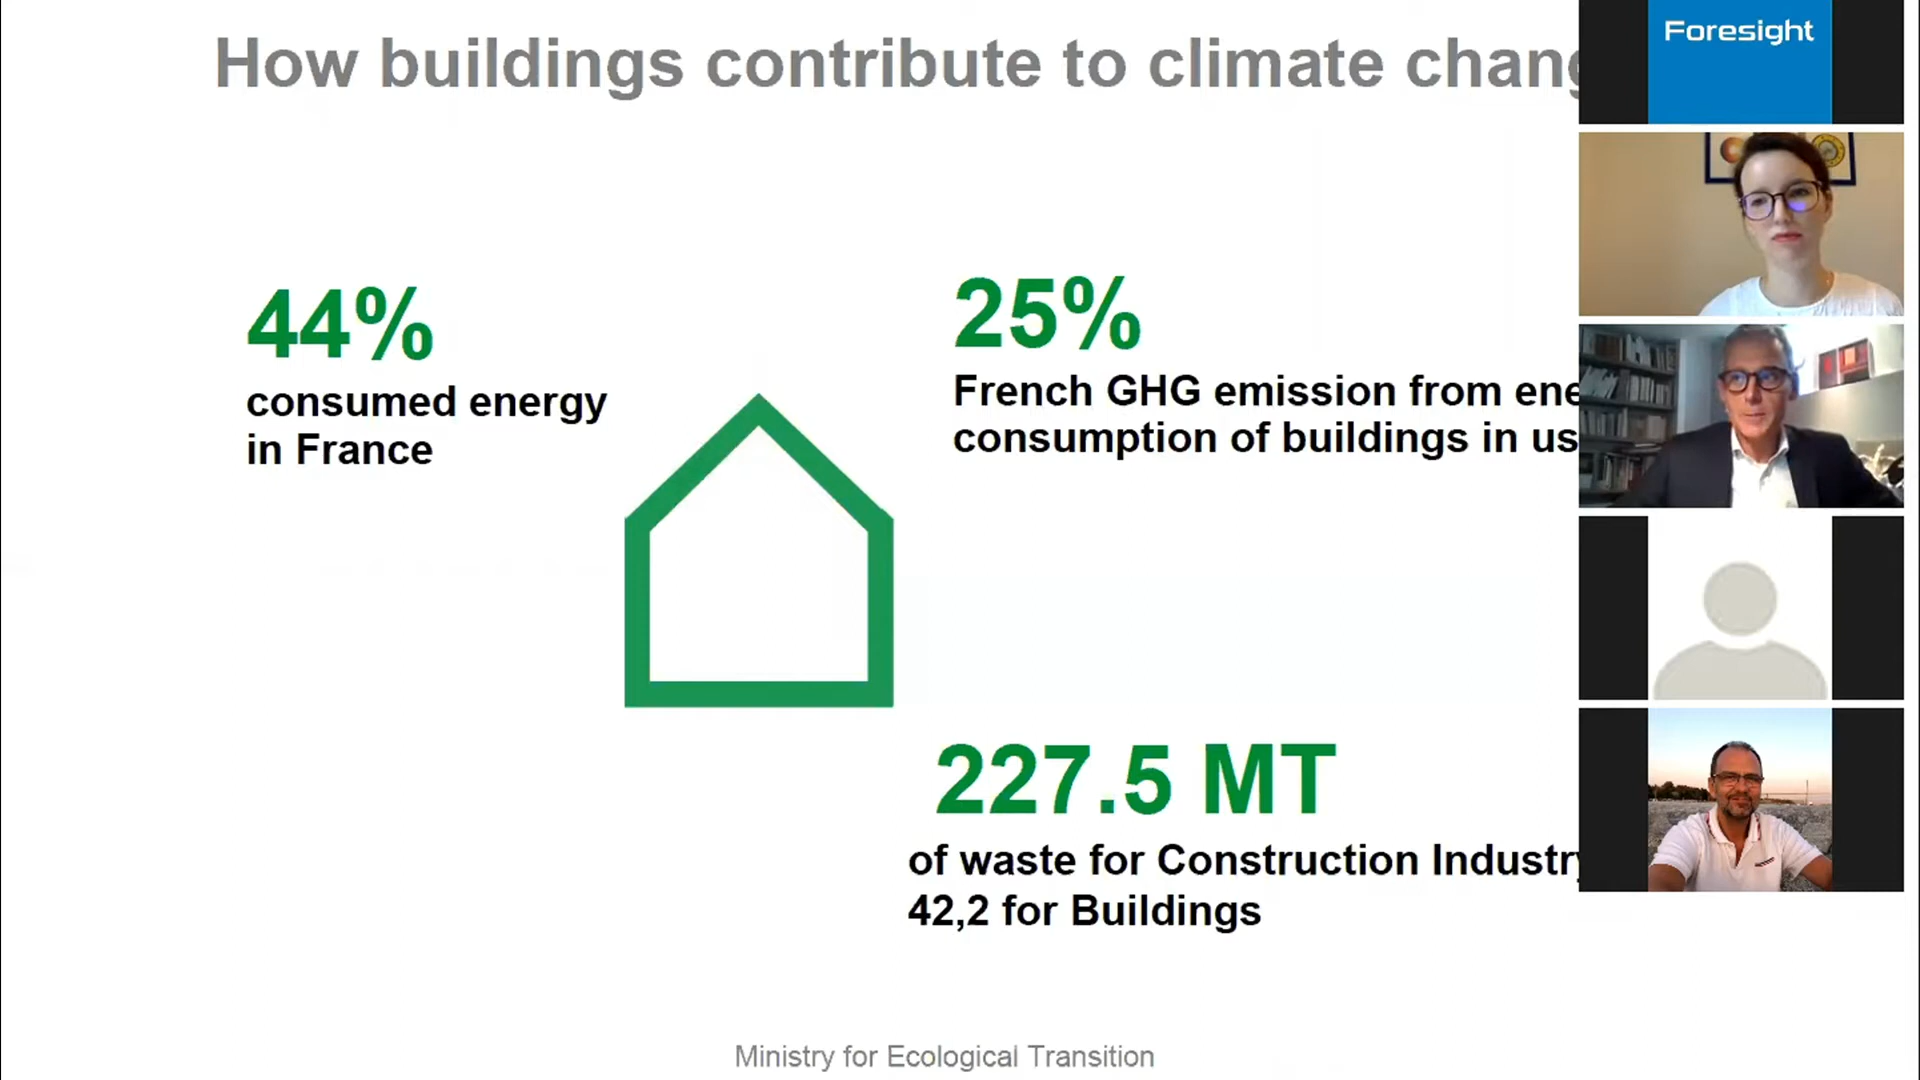 How buildings contribute to climate chang
44%
consumed energy
in France
25%
French GHG emission from ene
consumption of buildings in us
227.5 MT
of waste for Construction Industry
42,2 for Buildings
Ministry for Ecological Transition
Foresight